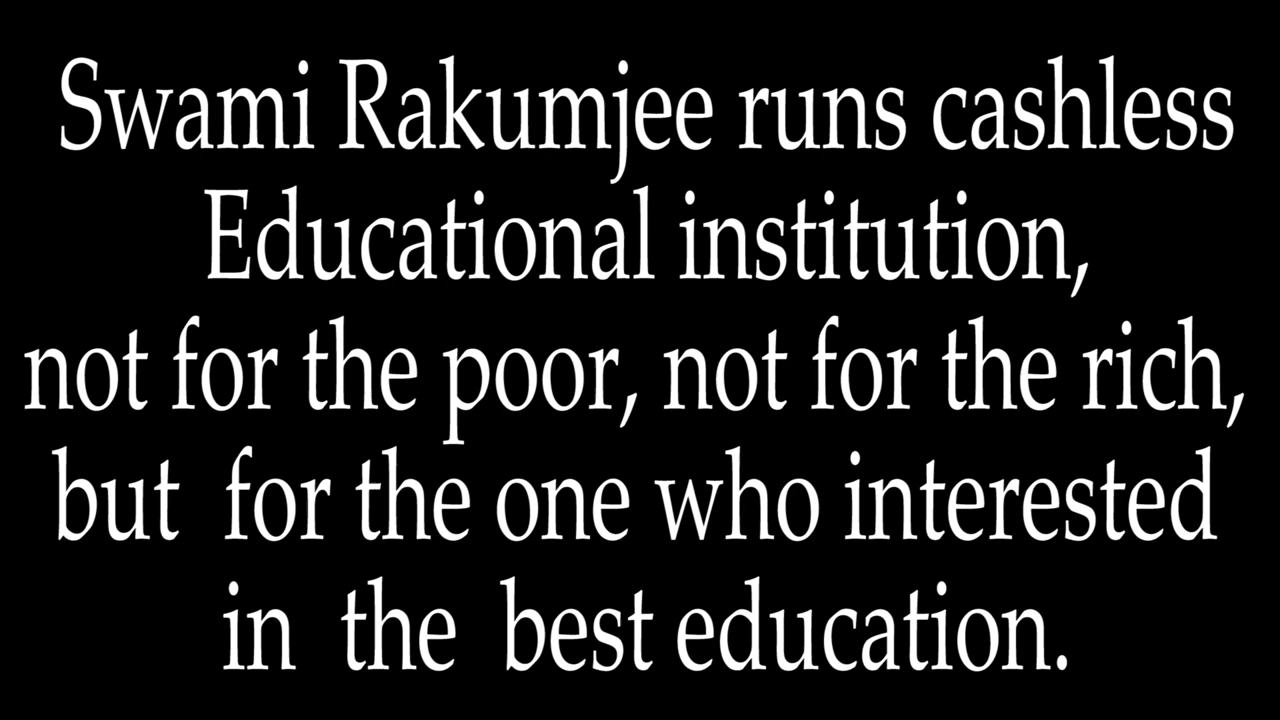 Swami Rakumjee runs cashless
Educational institution,
not for the poor, not for the rich,
but for the one who interested
in the best education.